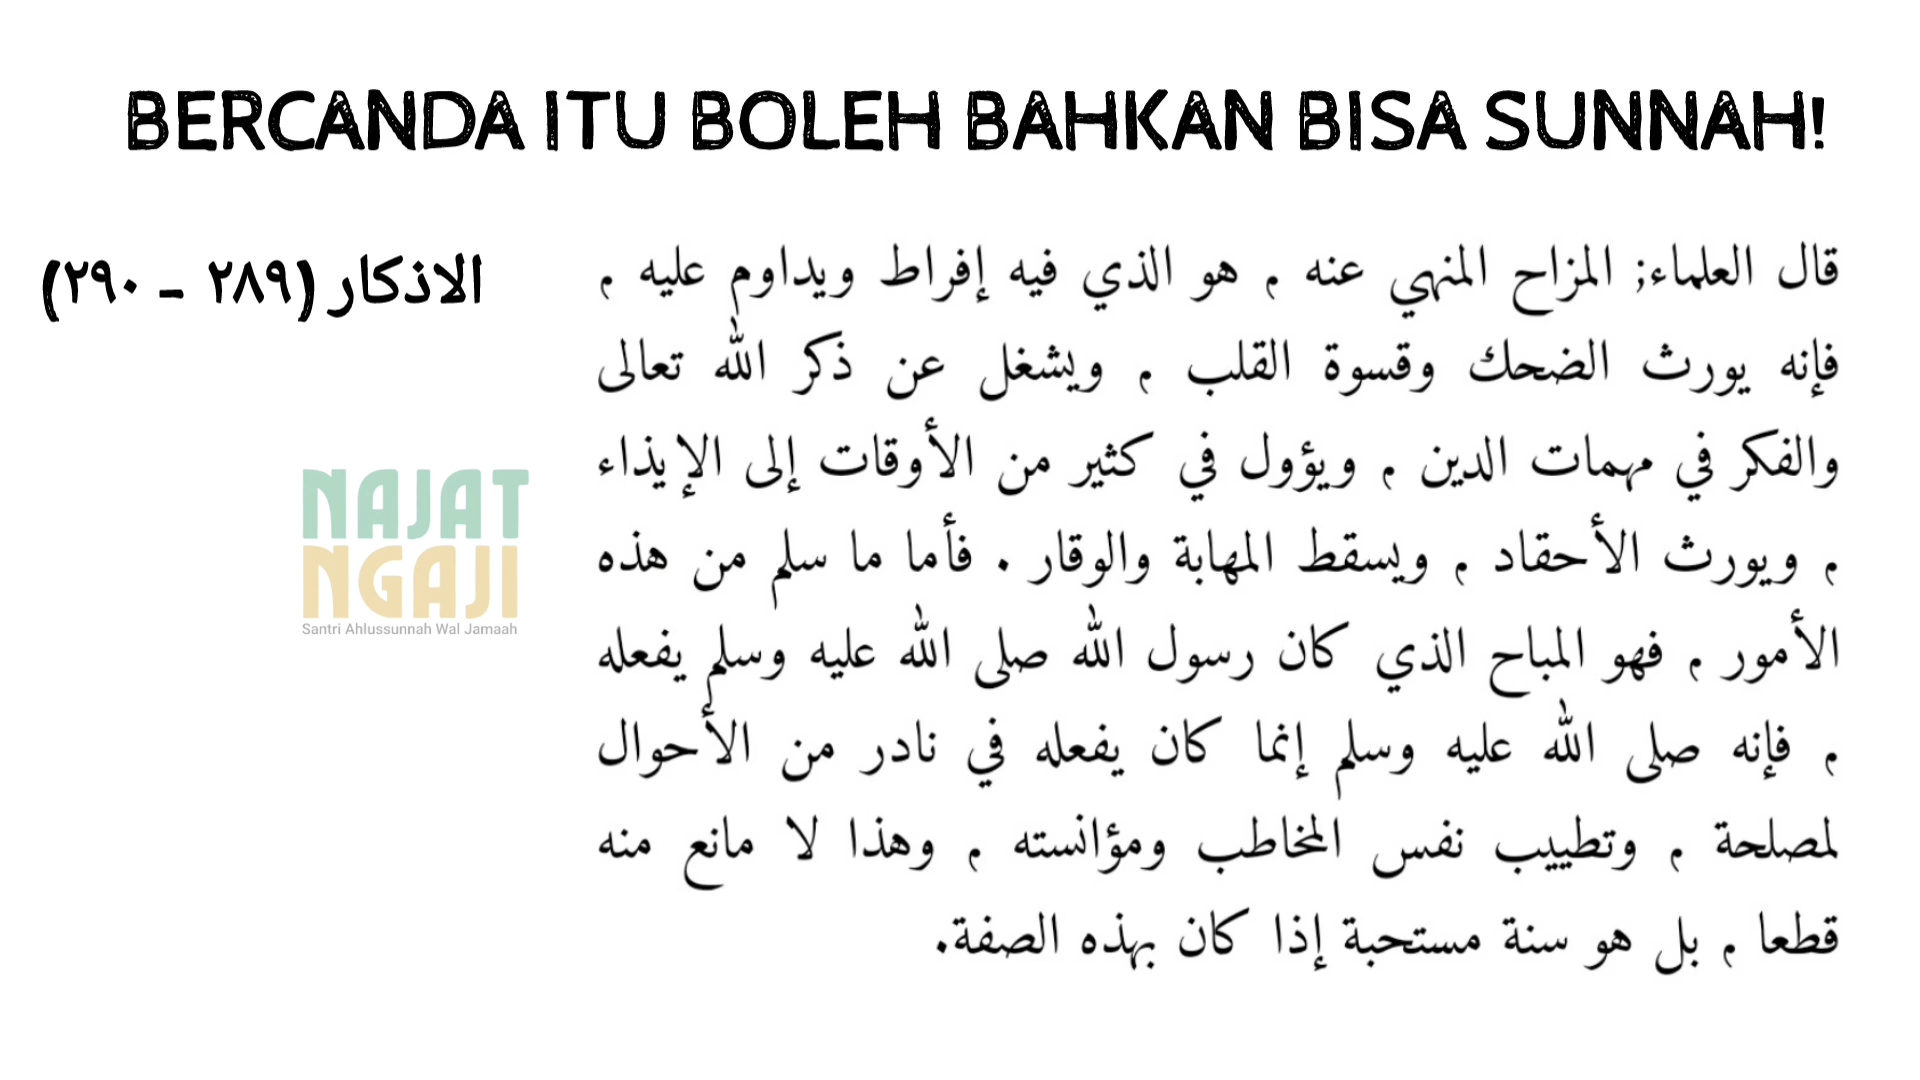 BERCANDA ITU BOLEH BAHKAN BISA SUNNAH!
قال العلماء; المزاح المنهي عنه ، هو الذي فيه إفراط ويداوم عليه ،
فإنه يورث الضحك وقسوة القلب ، ويشغل عن ذكر الله تعالى
والفكر في مهمات الدين ، ويؤول في كثير من الأوقات إلى الإيذاء
، ويورث الأحقاد ، ويسقط المهابة والوقار . فأما ما سلم من هذه
الأمور ، فهو المباح الذي كان رسول الله صلى الله عليه وسلم يفعله
، فإنه صلى الله عليه وسلم إنما كان يفعله في نادر من الأحوال
لمصلحة ، وتطييب نفس المخاطب ومؤانسته ، وهذا لا مانع منه
قطعا ، بل هو سنة مستحبة إذا كان بهذه الصفة.
الاذكار (٢٨٩ - ٢٩٠)
NAJAT
NGAJI
Santri Ahlussunnah Wal Jamaah